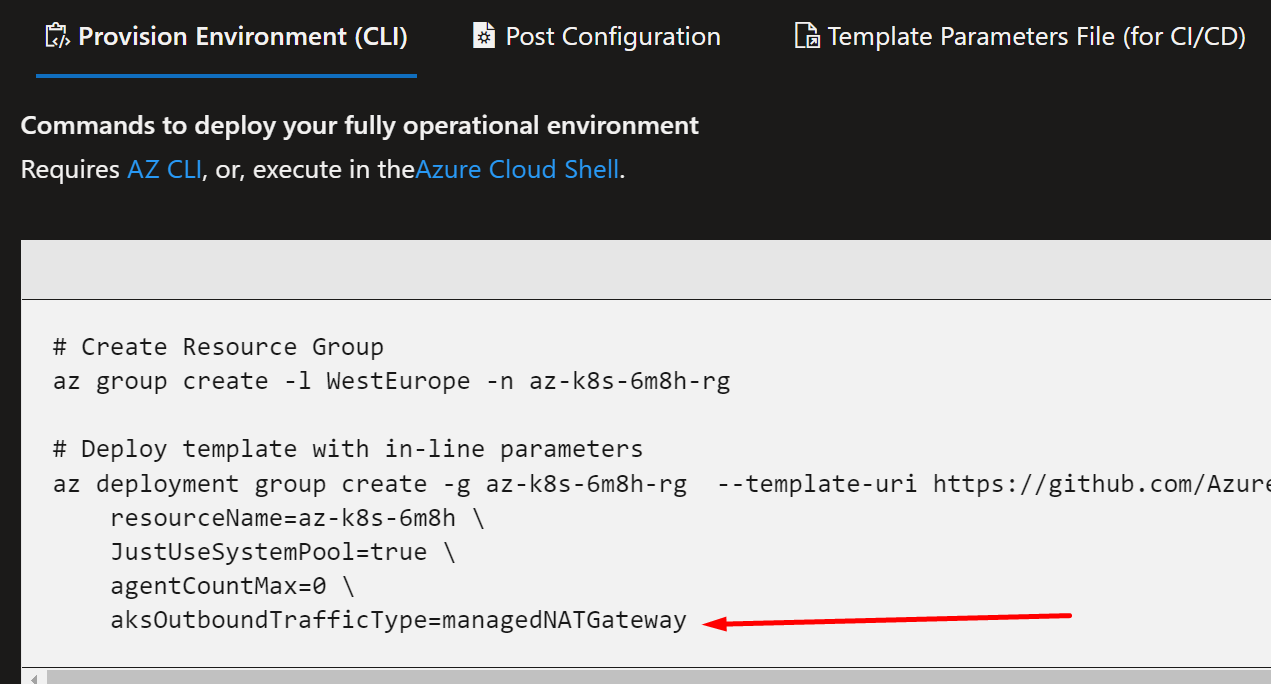 Provision Environment (CLI)
Post Configuration
Template Parameters File (for CI/CD)
Commands to deploy your fully operational environment
Requires AZ CLI, or, execute in theAzure Cloud Shell.
# Create Resource Group
az group create -l WestEurope -n az-k8s-6m8h-rg
# Deploy template with in-line parameters
az deployment group create -g az-k8s-6m8h-rg  --template-uri https://github.com/Azure
resourceName=az-k8s-6m8h \
JustUseSystemPool=true \
agentCountMax=0 \
aksOutboundTrafficType=managedNATGateway